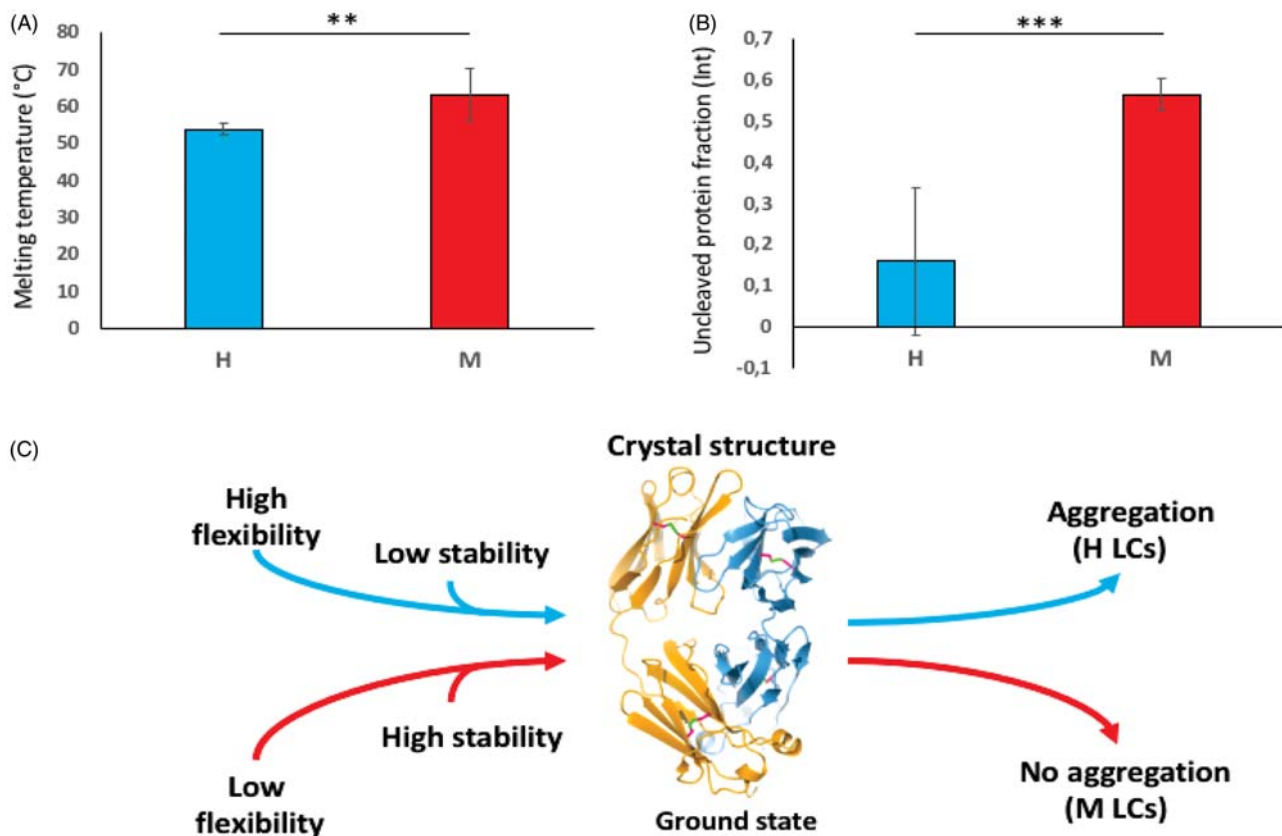 (A)
**
Melting temperature (°C)
80
70
60
50
40
30
20
10
0
H
M
(B)
***
Uncleaved protein fraction (Int)
0,7
0,6
0,5
0,4
0,3
0,2
0,1
0
-0,1
H
M
(C)
High
flexibility
Low stability
High stability
Low
flexibility
Crystal structure
Ground state
Aggregation
(H LCs)
No aggregation
(M LCs)